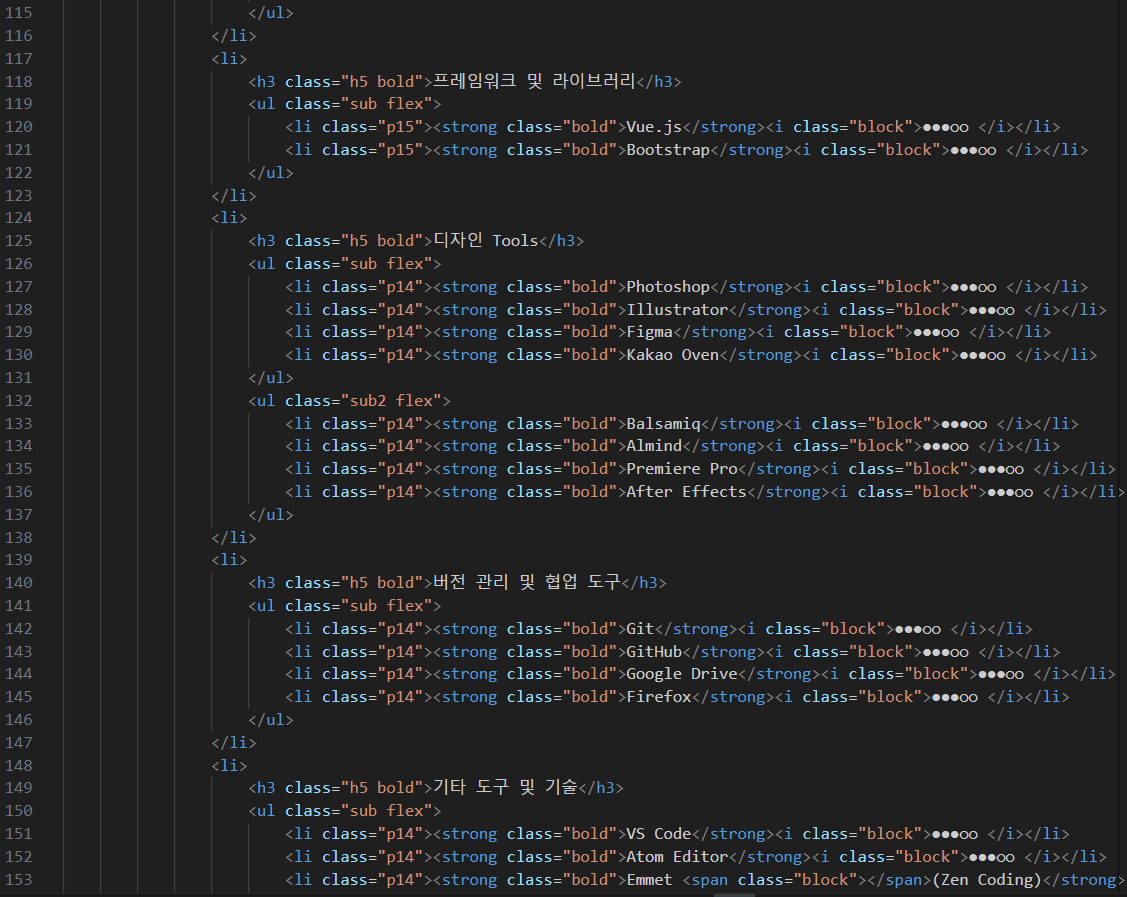 115 </ul>
116 </li>
117 <li>
118 <h3 class="h5 bold">프레임워크 및 라이브러리</h3>
119 <ul class="sub flex">
120 <li class="p15"><strong class="bold">Vue.js</strong><i class="block">●●●○○ </i></li>
121 <li class="p15"><strong class="bold">Bootstrap</strong><i class="block">●●●○○ </i></li>
122 </ul>
123 </li>
124 <li>
125 <h3 class="h5 bold">디자인 Tools</h3>
126 <ul class="sub flex">
127 <li class="p14"><strong class="bold">Photoshop</strong><i class="block">●●●○○ </i></li>
128 <li class="p14"><strong class="bold">Illustrator</strong><i class="block">●●●○○ </i></li>
129 <li class="p14"><strong class="bold">Figma</strong><i class="block">●●●○○ </i></li>
130 <li class="p14"><strong class="bold">Kakao Oven</strong><i class="block">●●●○○ </i></li>
131 </ul>
132 <ul class="sub2 flex">
133 <li class="p14"><strong class="bold">Balsamiq</strong><i class="block">●●●○○ </i></li>
134 <li class="p14"><strong class="bold">Almind</strong><i class="block">●●●○○ </i></li>
135 <li class="p14"><strong class="bold">Premiere Pro</strong><i class="block">●●●○○ </i></li>
136 <li class="p14"><strong class="bold">After Effects</strong><i class="block">●●●○○ </i></li>
137 </ul>
138 </li>
139 <li>
140 <h3 class="h5 bold">버전 관리 및 협업 도구</h3>
141 <ul class="sub flex">
142 <li class="p14"><strong class="bold">Git</strong><i class="block">●●●○○ </i></li>
143 <li class="p14"><strong class="bold">GitHub</strong><i class="block">●●●○○ </i></li>
144 <li class="p14"><strong class="bold">Google Drive</strong><i class="block">●●●○○ </i></li>
145 <li class="p14"><strong class="bold">Firefox</strong><i class="block">●●●○○ </i></li>
146 </ul>
147 </li>
148 <li>
149 <h3 class="h5 bold">기타 도구 및 기술</h3>
150 <ul class="sub flex">
151 <li class="p14"><strong class="bold">VS Code</strong><i class="block">●●●○○ </i></li>
152 <li class="p14"><strong class="bold">Atom Editor</strong><i class="block">●●●○○ </i></li>
153 <li class="p14"><strong class="bold">Emmet <span class="block"></span>(Zen Coding)</strong>